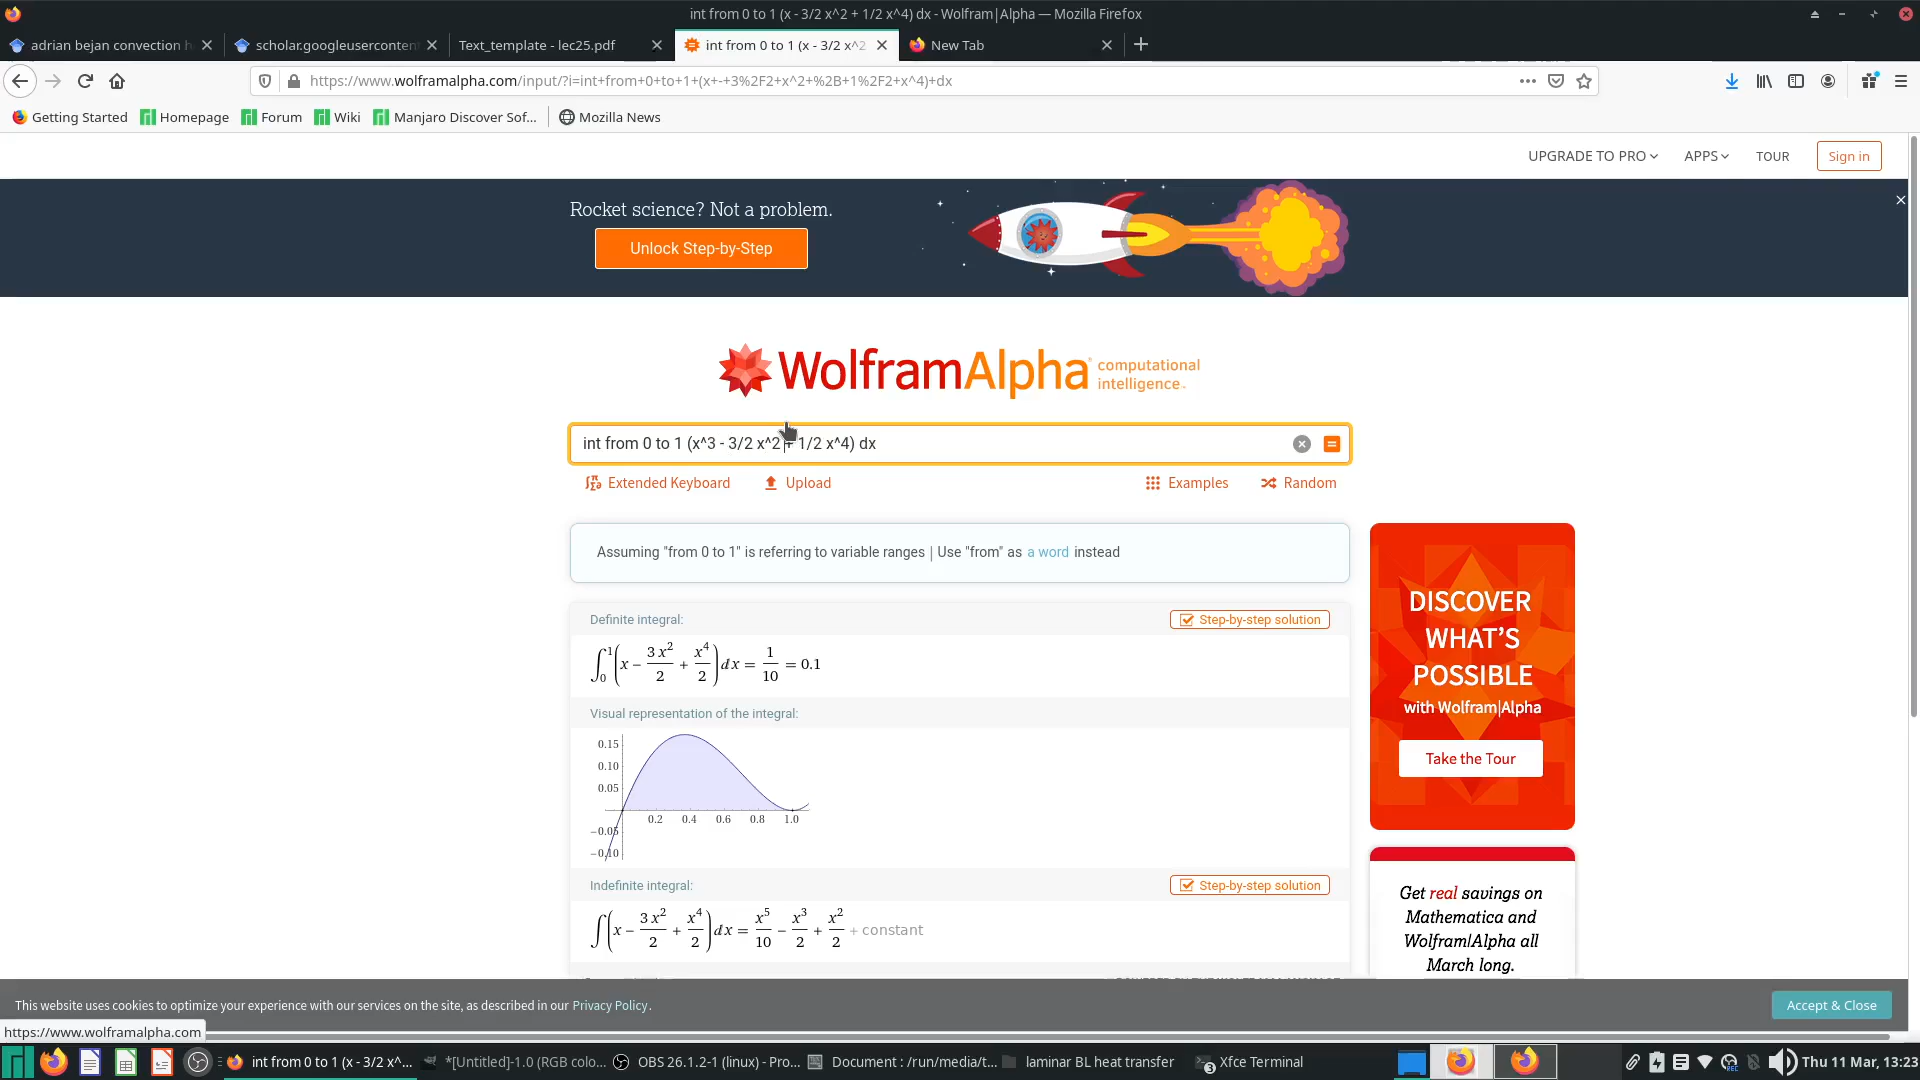 int from 0 to 1 (x - 3/2 x^2 + 1/2 x^4) dx - Wolfram|Alpha — Mozilla Firefox
adrian bejan convection h
scholar.googleusercontent
Text_template - lec25.pdf
int from 0 to 1 (x - 3/2 x^2
New Tab
https://www.wolframalpha.com/input/?i=int+from+0+to+1+(x+-+3%2F2+x^2+%2B+1%2F2+x^4)+dx
Getting Started
Homepage
Forum
Wiki
Manjaro Discover Sof...
Mozilla News
UPGRADE TO PRO
APPS
TOUR
Sign in
Rocket science? Not a problem.
Unlock Step-by-Step
WolframAlpha computational intelligence™
int from 0 to 1 (x^3 - 3/2 x^2 + 1/2 x^4) dx
Extended Keyboard
Upload
Examples
Random
Assuming "from 0 to 1" is referring to variable ranges | Use "from" as a word instead
Definite integral:
Step-by-step solution
∫₀¹(x − 3x²/2 + x⁴/2) dx = 1/10 = 0.1
Visual representation of the integral:
0.15
0.10
0.05
0.2 0.4 0.6 0.8 1.0
−0.05
−0.10
Indefinite integral:
Step-by-step solution
∫(x − 3x²/2 + x⁴/2) dx = x⁵/10 − x³/2 + x²/2 + constant
DISCOVER
WHAT'S
POSSIBLE
with Wolfram|Alpha
Take the Tour
Get real savings on
Mathematica and
Wolfram|Alpha all
March long.
This website uses cookies to optimize your experience with our services on the site, as described in our Privacy Policy.
Accept & Close
https://www.wolframalpha.com
int from 0 to 1 (x - 3/2 x^...
*[Untitled]-1.0 (RGB colo...
OBS 26.1.2-1 (linux) - Pro...
Document : /run/media/t...
laminar BL heat transfer
3
Xfce Terminal
REC
Thu 11 Mar, 13:23